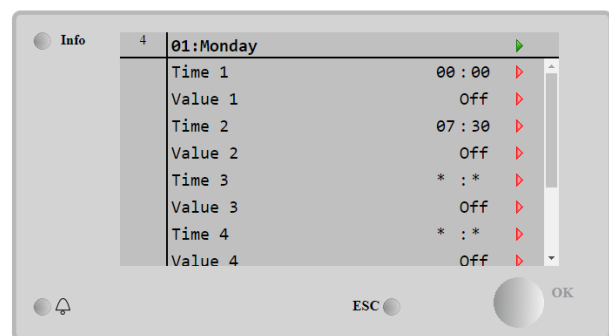 Info
4 01:Monday
Time 1 00:00
Value 1 Off
Time 2 07:30
Value 2 Off
Time 3 * :*
Value 3 Off
Time 4 * :*
Value 4 Off
ESC
OK